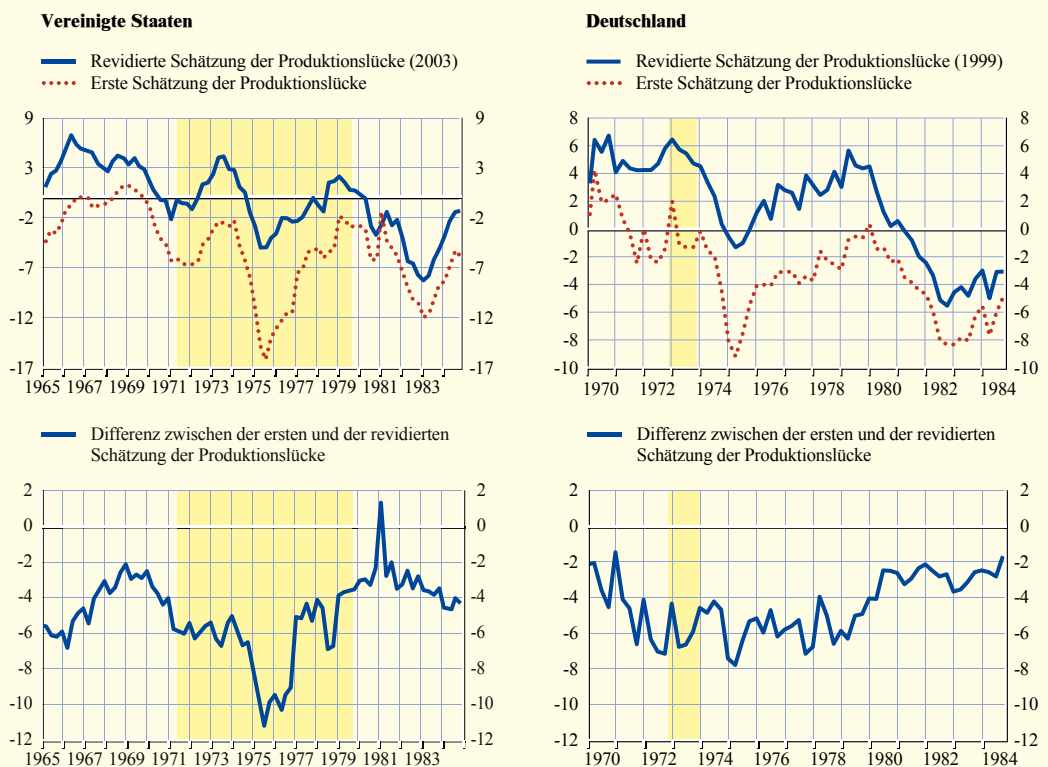 Vereinigte Staaten
Revidierte Schätzung der Produktionslücke (2003)
Erste Schätzung der Produktionslücke
9 9
3 3
-2 -2
-7 -7
-12 -12
-17 -17
1965 1967 1969 1971 1973 1975 1977 1979 1981 1983
Deutschland
Revidierte Schätzung der Produktionslücke (1999)
Erste Schätzung der Produktionslücke
8 8
6 6
4 4
2 2
0 0
-2 -2
-4 -4
-6 -6
-8 -8
-10 -10
1970 1972 1974 1976 1978 1980 1982 1984
Differenz zwischen der ersten und der revidierten
Schätzung der Produktionslücke
2 2
0 0
-2 -2
-4 -4
-6 -6
-8 -8
-10 -10
-12 -12
1965 1967 1969 1971 1973 1975 1977 1979 1981 1983
Differenz zwischen der ersten und der revidierten
Schätzung der Produktionslücke
2 2
0 0
-2 -2
-4 -4
-6 -6
-8 -8
-10 -10
-12 -12
1970 1972 1974 1976 1978 1980 1982 1984